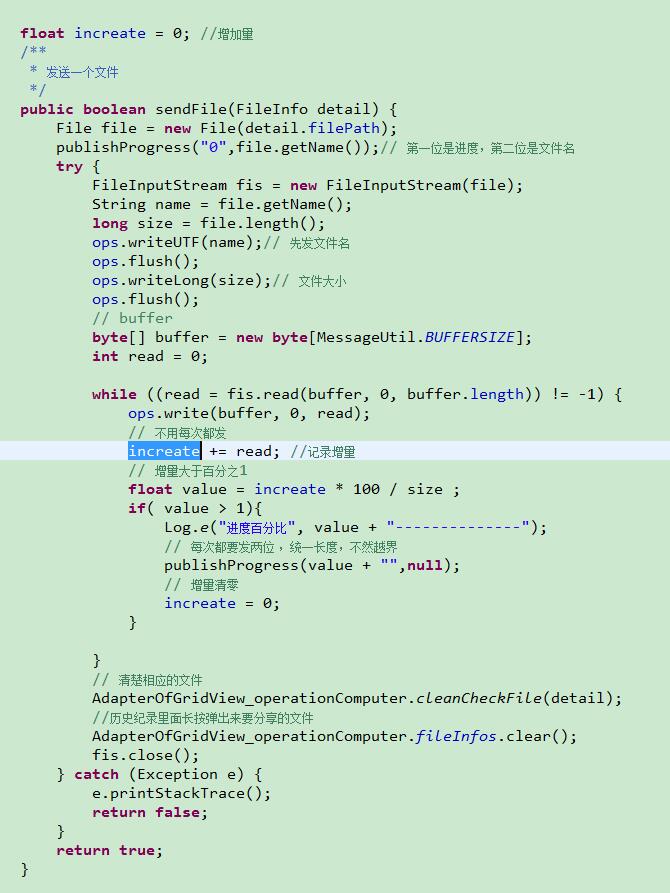 float increate = 0; //增加量
/**
 * 发送一个文件
 */
public boolean sendFile(FileInfo detail) {
    File file = new File(detail.filePath);
    publishProgress("0",file.getName());// 第一位是进度，第二位是文件名
    try {
        FileInputStream fis = new FileInputStream(file);
        String name = file.getName();
        long size = file.length();
        ops.writeUTF(name);// 先发文件名
        ops.flush();
        ops.writeLong(size);// 文件大小
        ops.flush();
        // buffer
        byte[] buffer = new byte[MessageUtil.BUFFERSIZE];
        int read = 0;
        while ((read = fis.read(buffer, 0, buffer.length)) != -1) {
            ops.write(buffer, 0, read);
            // 不用每次都发
            increate += read; //记录增量
            // 增量大于百分之1
            float value = increate * 100 / size ;
            if( value > 1){
                Log.e("进度百分比", value + "--------------");
                // 每次都要发两位 ，统一长度，不然越界
                publishProgress(value + "",null);
                // 增量清零
                increate = 0;
            }
        }
        // 清楚相应的文件
        AdapterOfGridView_operationComputer.cleanCheckFile(detail);
        //历史纪录里面长按弹出来要分享的文件
        AdapterOfGridView_operationComputer.fileInfos.clear();
        fis.close();
    } catch (Exception e) {
        e.printStackTrace();
        return false;
    }
    return true;
}